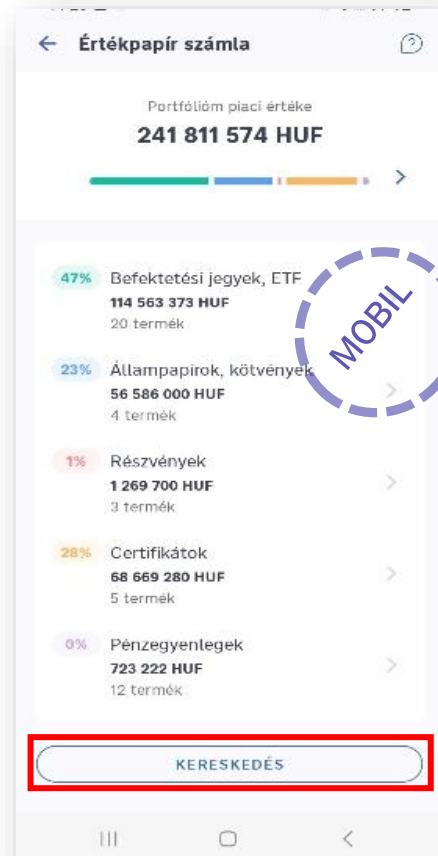 Értékpapír számla
Portfólióm piaci értéke
241 811 574 HUF
47% Befektetési jegyek, ETF
114 563 373 HUF
20 termék
MOBIL
23% Állampapírok, kötvények
56 586 000 HUF
4 termék
1% Részvények
1 269 700 HUF
3 termék
28% Certifikátok
68 669 280 HUF
5 termék
0% Pénzegyenlegek
723 222 HUF
12 termék
KERESKEDÉS